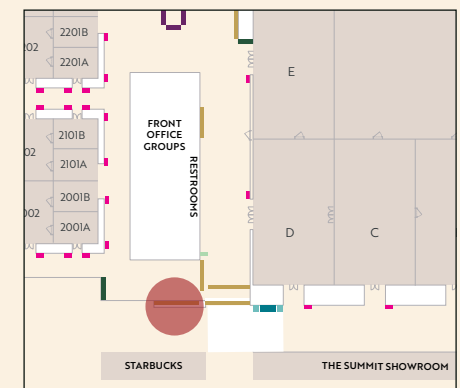 2201B
202
2201A
E
FRONT
OFFICE
GROUPS
2101B
02
2101A
RESTROOMS
2001B
002
2001A
D
C
STARBUCKS
THE SUMMIT SHOWROOM